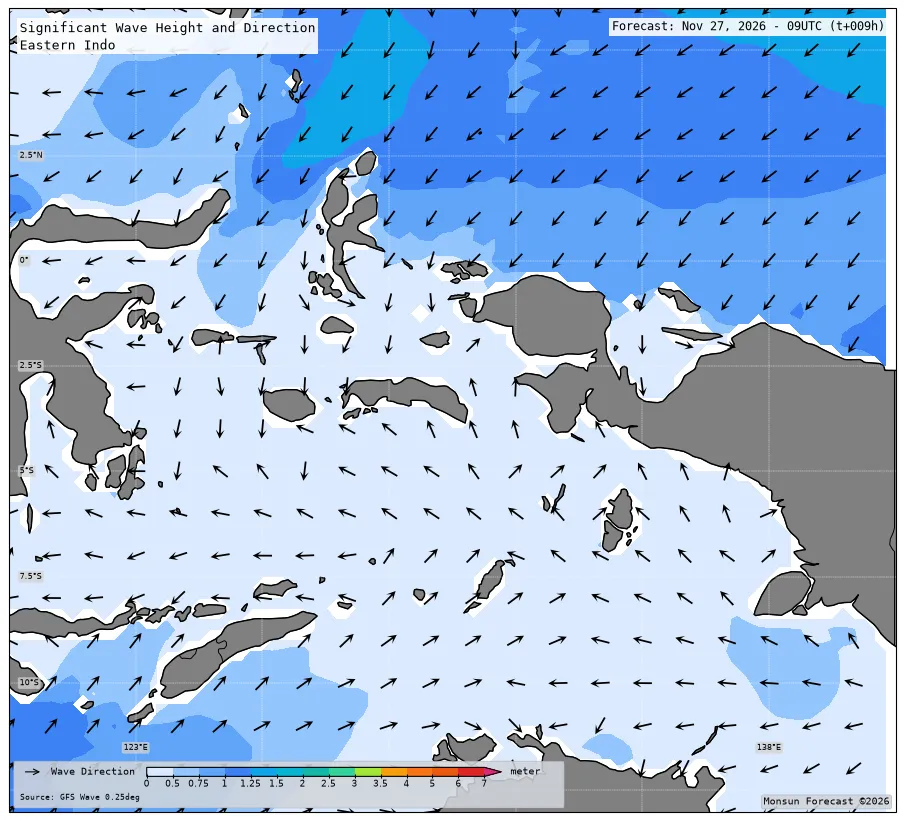 Significant Wave Height and Direction
Eastern Indo
Forecast: Nov 27, 2026 - 09UTC (t+009h)
2.5°N
0°
2.5°S
5°S
7.5°S
10°S
123°E
138°E
Wave Direction
meter
0 0.5 0.75 1 1.25 1.5 2 2.5 3 3.5 4 5 6 7
Source: GFS Wave 0.25deg
Monsun Forecast ©2026